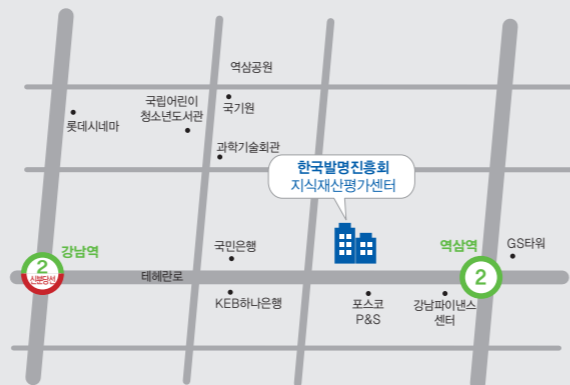 역삼공원
국립어린이
청소년도서관
국기원
롯데시네마
과학기술회관
한국발명진흥회
지식재산평가센터
강남역
2
신분당선
국민은행
역삼역
2
GS타워
테헤란로
KEB하나은행
포스코
P&S
강남파이낸스
센터